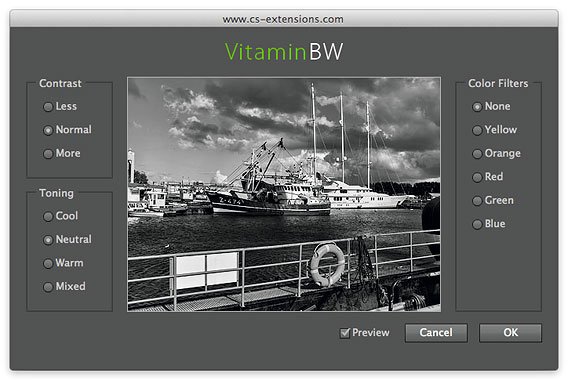 www.cs-extensions.com
VitaminBW
Contrast
Less
Normal
More
Toning
Cool
Neutral
Warm
Mixed
Z-474
Color Filters
None
Yellow
Orange
Red
Green
Blue
Preview
Cancel
OK